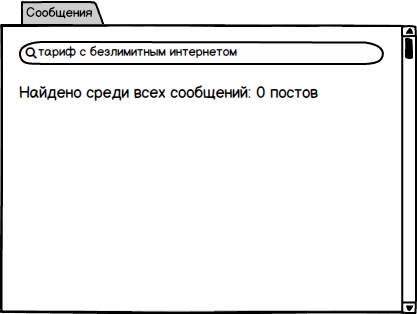 Сообщения
тариф с безлимитным интернетом
Найдено среди всех сообщений: 0 постов